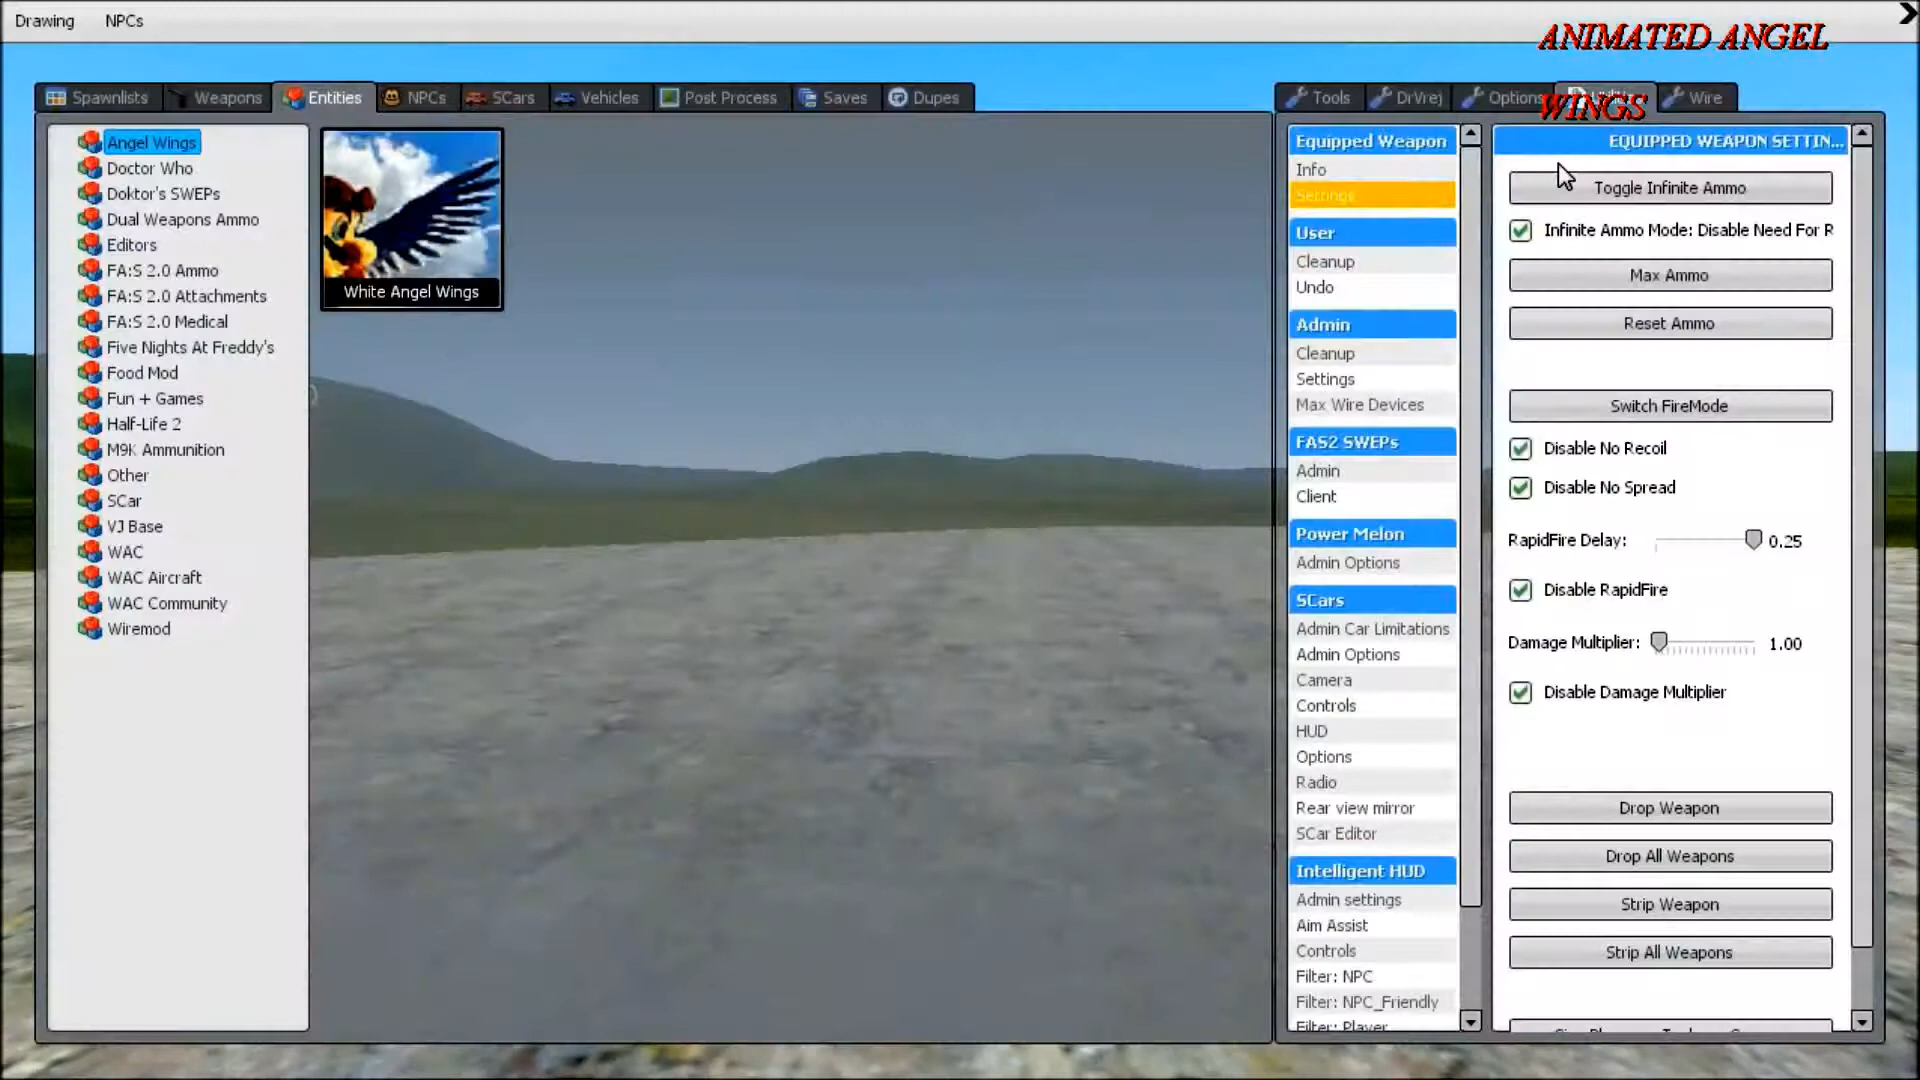 Drawing
NPCs
ANIMATED ANGEL
WINGS
Spawnlists
Weapons
Entities
NPCs
SCars
Vehicles
Post Process
Saves
Dupes
Tools
DrVrej
Options
Wire
Angel Wings
Doctor Who
Doktor's SWEPs
Dual Weapons Ammo
Editors
FA:S 2.0 Ammo
FA:S 2.0 Attachments
FA:S 2.0 Medical
Five Nights At Freddy's
Food Mod
Fun + Games
Half-Life 2
M9K Ammunition
Other
SCar
VJ Base
WAC
WAC Aircraft
WAC Community
Wiremod
White Angel Wings
Equipped Weapon
Info
Settings
User
Cleanup
Undo
Admin
Cleanup
Settings
Max Wire Devices
FAS2 SWEPs
Admin
Client
Power Melon
Admin Options
SCars
Admin Car Limitations
Admin Options
Camera
Controls
HUD
Options
Radio
Rear view mirror
SCar Editor
Intelligent HUD
Admin settings
Aim Assist
Controls
Filter: NPC
Filter: NPC_Friendly
Filter: Player
EQUIPPED WEAPON SETTIN...
Toggle Infinite Ammo
Infinite Ammo Mode: Disable Need For R
Max Ammo
Reset Ammo
Switch FireMode
Disable No Recoil
Disable No Spread
RapidFire Delay: 0.25
Disable RapidFire
Damage Multiplier: 1.00
Disable Damage Multiplier
Drop Weapon
Drop All Weapons
Strip Weapon
Strip All Weapons